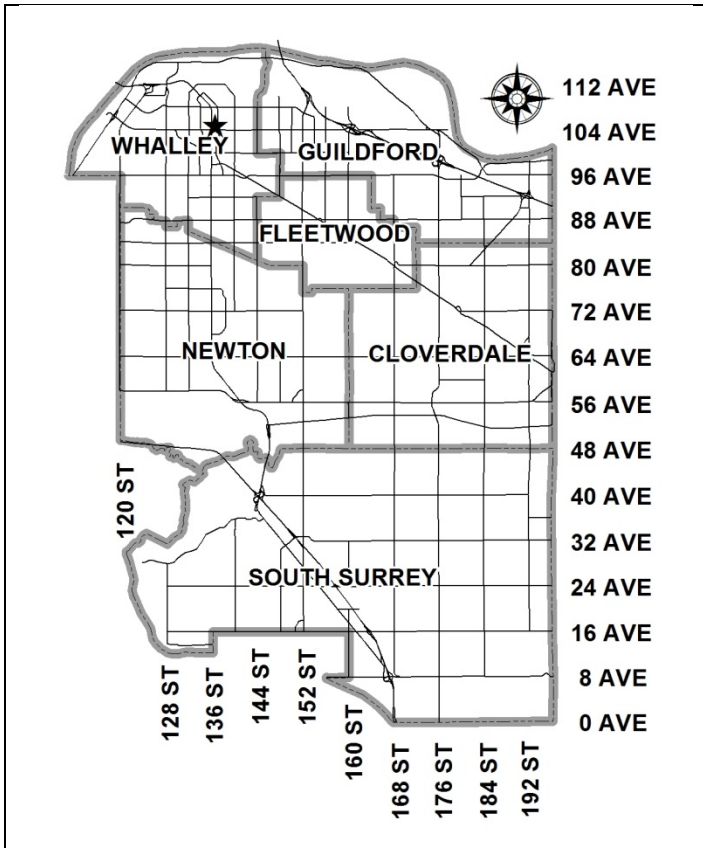 112 AVE
104 AVE
WHALLEY
GUILDFORD
96 AVE
88 AVE
FLEETWOOD
80 AVE
72 AVE
NEWTON
CLOVERDALE
64 AVE
56 AVE
48 AVE
120 ST
40 AVE
32 AVE
SOUTH SURREY
24 AVE
16 AVE
128 ST
136 ST
144 ST
152 ST
160 ST
8 AVE
0 AVE
168 ST
176 ST
184 ST
192 ST